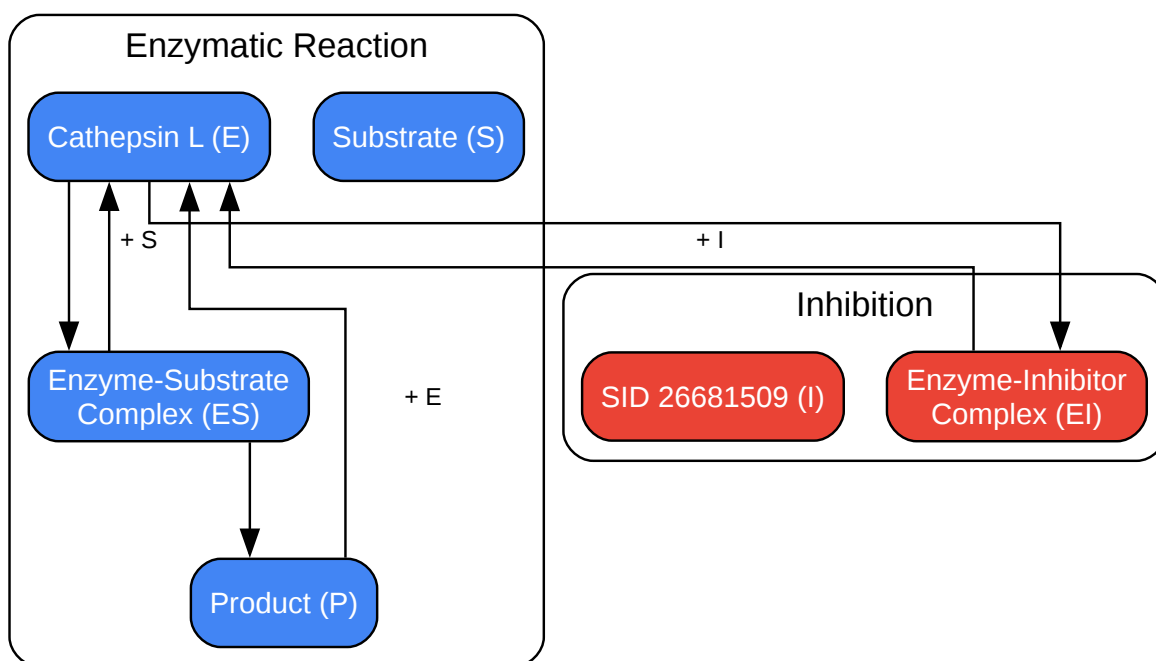 Enzymatic Reaction
Cathepsin L (E)
Substrate (S)
+ S
+ I
Inhibition
Enzyme-Substrate
Complex (ES)
+ E
SID 26681509 (I)
Enzyme-Inhibitor
Complex (EI)
Product (P)